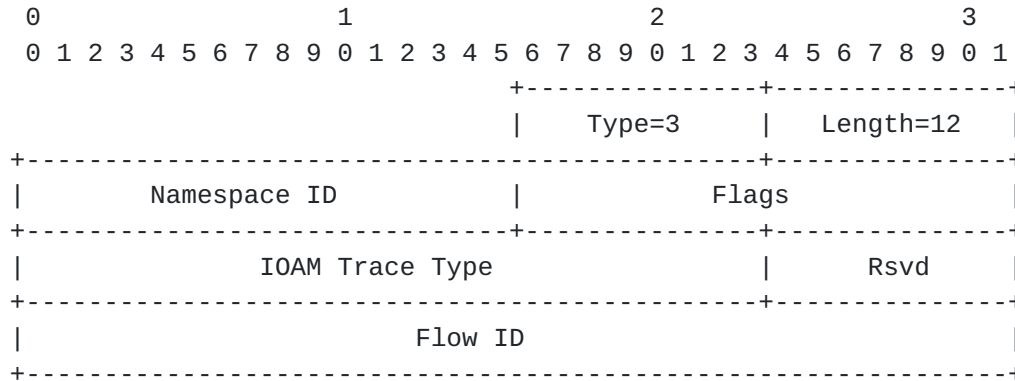 0 1 2 3
0 1 2 3 4 5 6 7 8 9 0 1 2 3 4 5 6 7 8 9 0 1 2 3 4 5 6 7 8 9 0 1
+---------------+---------------+
| Type=3 | Length=12 |
+-----------------------------------------------+---------------+
| Namespace ID | Flags |
+-------------------------------+---------------+---------------+
| IOAM Trace Type | Rsvd |
+-----------------------------------------------+---------------+
| Flow ID |
+---------------------------------------------------------------+